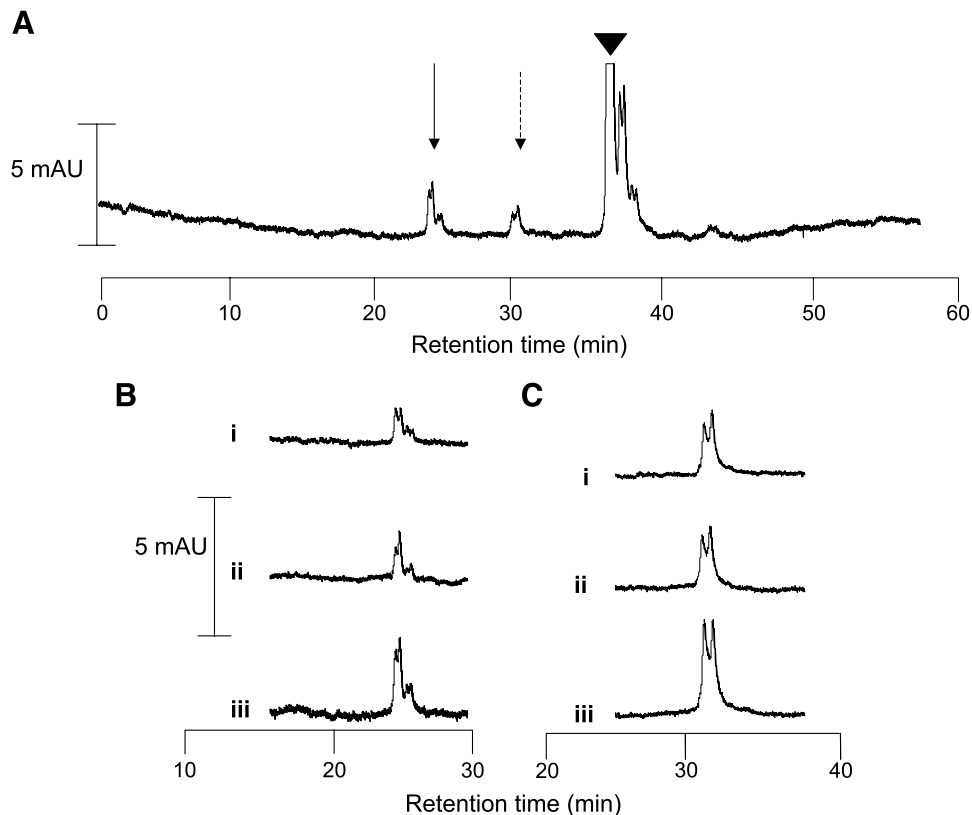 A
5 mAU
0 10 20 30 40 50 60
Retention time (min)
B C
i
i
5 mAU
ii
ii
iii
iii
10 20 30
20 30 40
Retention time (min)